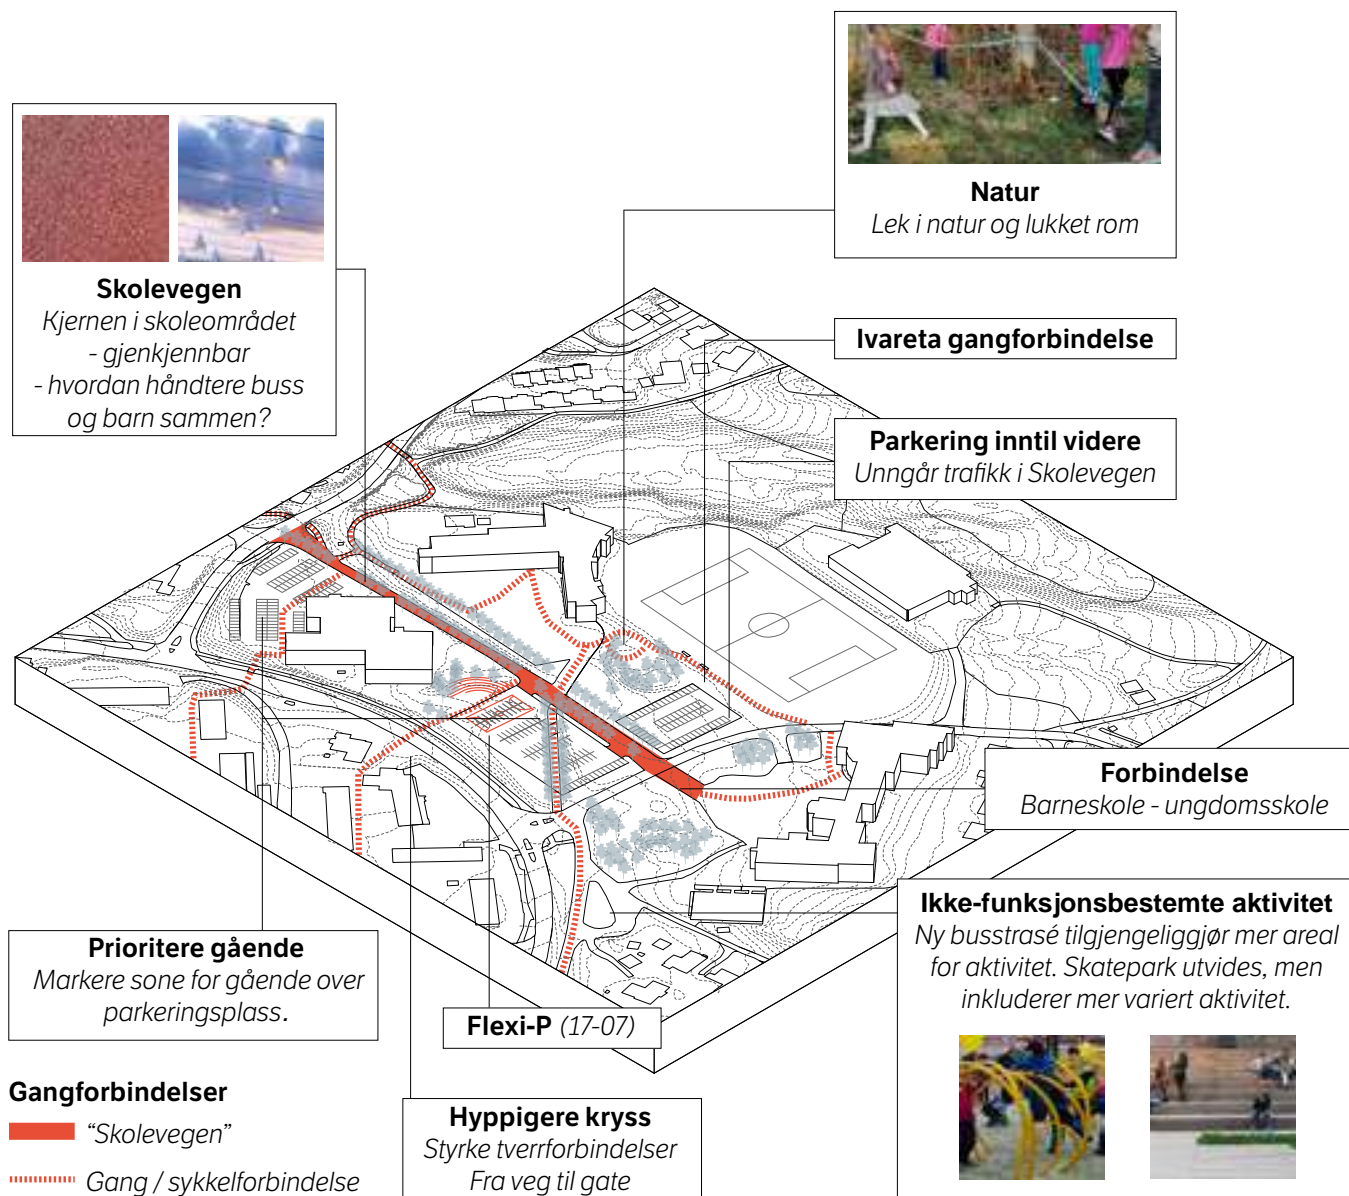 Natur
Lek i natur og lukket rom
Skolevegen
Kjernen i skoleområdet
- gjenkjennbar
- hvordan håndtere buss
og barn sammen?
Ivareta gangforbindelse
Parkering inntil videre
Unngår trafikk i Skolevegen
Forbindelse
Barneskole - ungdomsskole
Ikke-funksjonsbestemte aktivitet
Ny busstrasé tilgjengeliggjør mer areal
for aktivitet. Skatepark utvides, men
inkluderer mer variert aktivitet.
Prioritere gående
Markere sone for gående over
parkeringsplass.
Flexi-P (17-07)
Hyppigere kryss
Styrke tverrforbindelser
Fra veg til gate
Gangforbindelser
"Skolevegen"
Gang / sykkelforbindelse